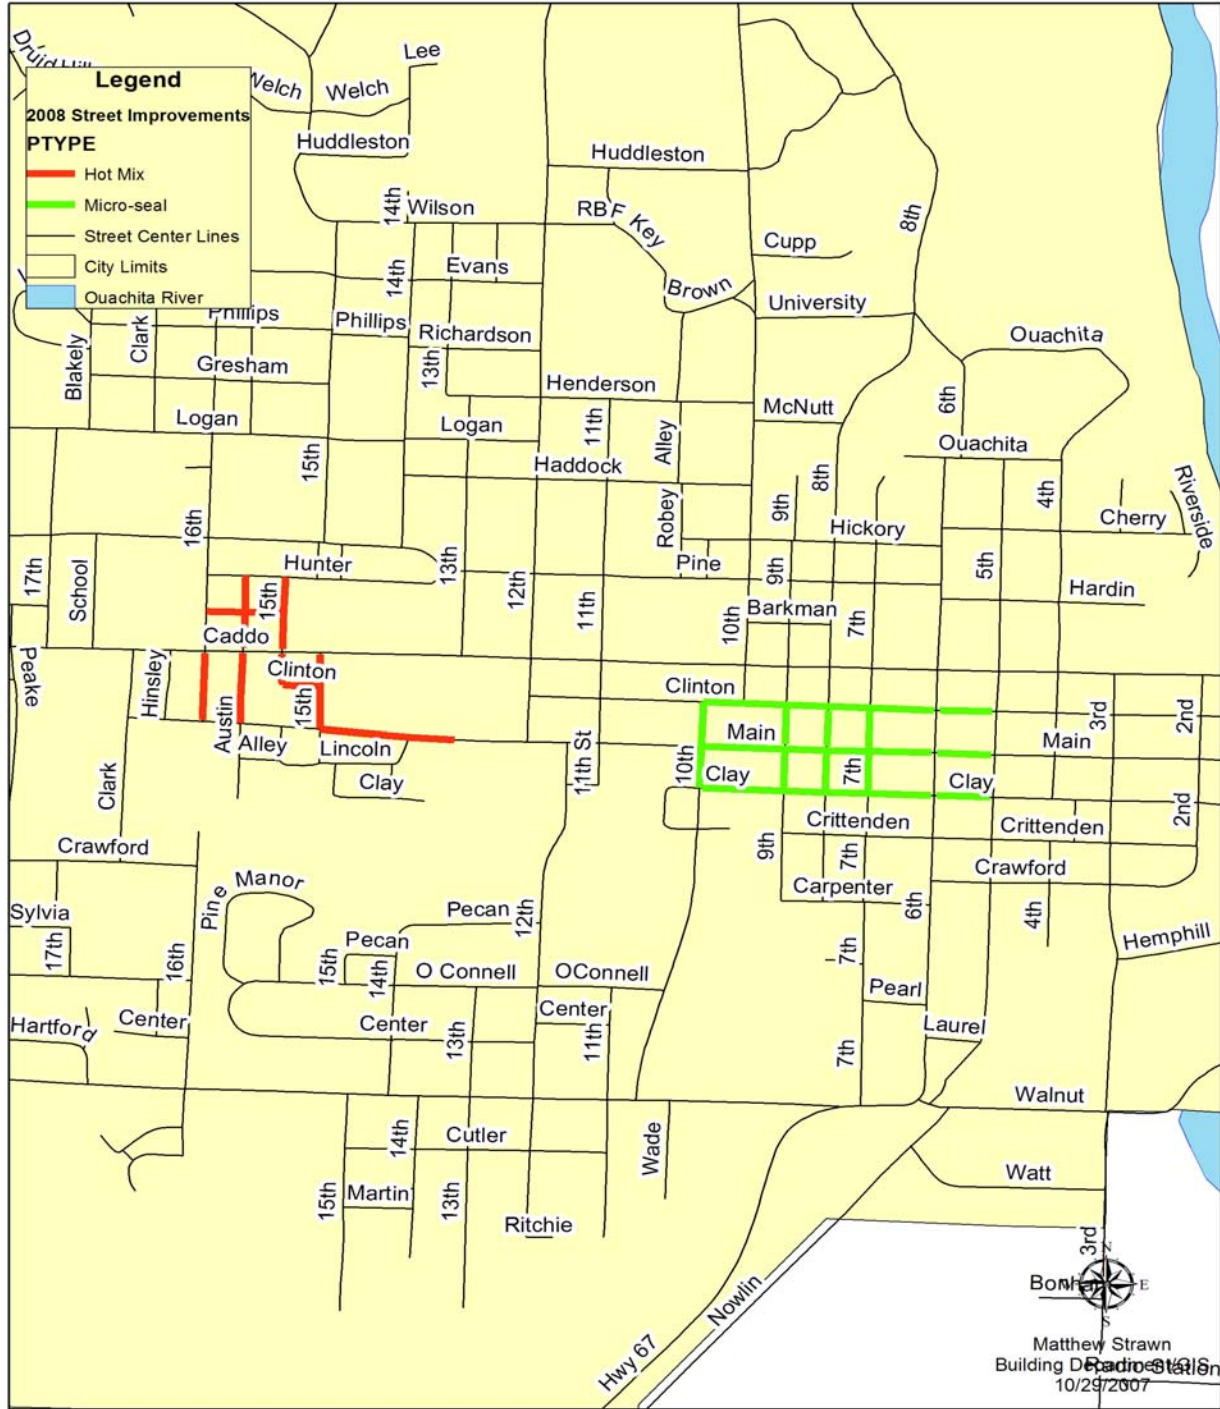 Lee
Druid Hill
Legend
Welch
Welch
2008 Street Improvements
PTYPE
Hot Mix
Micro-seal
Street Center Lines
City Limits
Ouachita River
Huddleston
Huddleston
14th
Wilson
RBF Key
8th
Cupp
14th
Evans
Brown
University
Phillips
Phillips
Richardson
Ouachita
Blakely
Clark
Gresham
13th
Henderson
6th
McNutt
Logan
Logan
11th
Alley
Ouachita
15th
Haddock
8th
4th
Riverside
16th
Robey
9th
Hickory
Cherry
17th
School
Hunter
13th
12th
11th
Pine
9th
5th
Hardin
15th
Caddo
10th
Barkman
7th
Peake
Hinsley
Clinton
Clinton
Austin
15th
Main
3rd
2nd
Alley
Lincoln
11th St
10th
Main
Clark
Clay
Clay
7th
Clay
2nd
Crawford
9th
Crittenden
Crittenden
7th
Crawford
Pine Manor
Carpenter
6th
4th
Sylvia
17th
16th
Pecan
12th
Pecan
15th
14th
O Connell
OConnell
7th
Hemphill
Pearl
Hartford
Center
Center
13th
Center
11th
Laurel
7th
Walnut
14th
Cutler
Wade
Watt
15th
Martin
13th
Ritchie
3rd
N
E
S
Nowlin
Hwy 67
Matthew Strawn
Building Department/GIS
Radio Station
10/29/2007